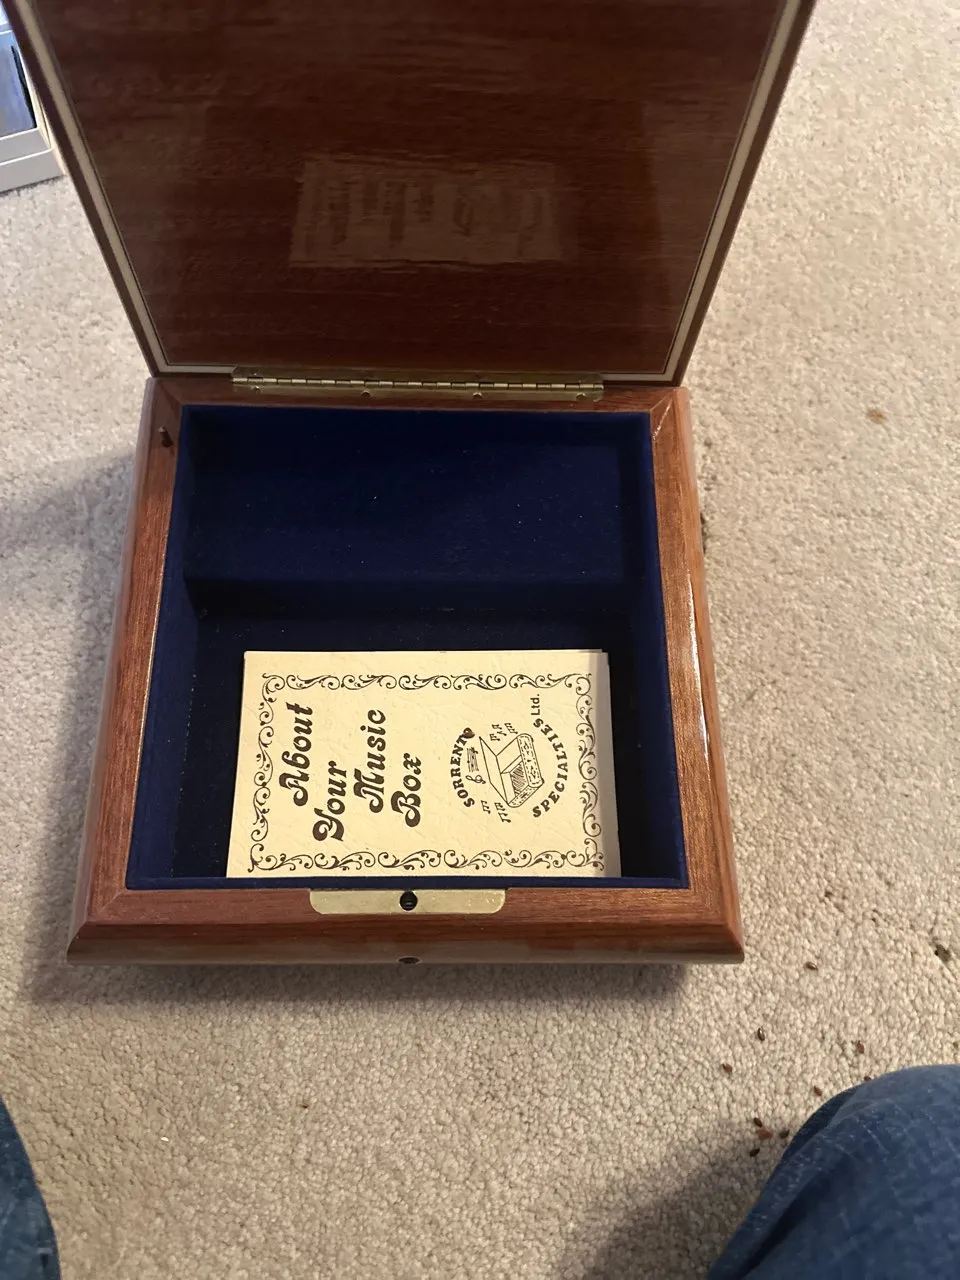 About
Your
Music
Box
SORRENTO
SPECIALTIES Ltd.